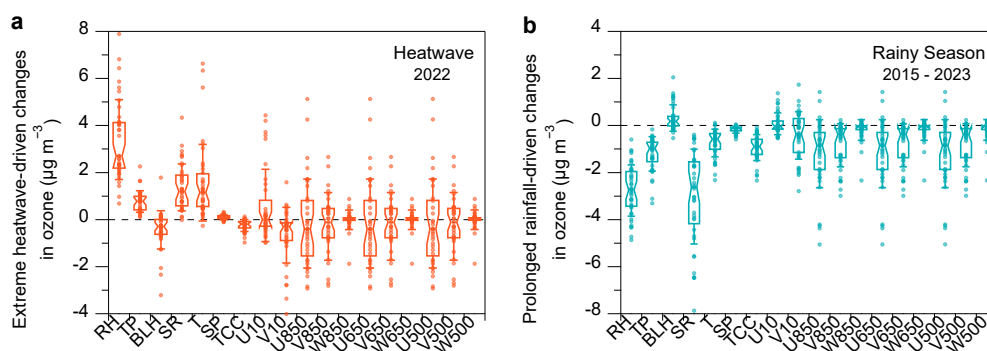 a
Extreme heatwave-driven changes
in ozone (µg m⁻³)
8
6
4
2
0
-2
-4
Heatwave
2022
RH
TP
BLH
SR
T
SP
TCC
U10
V10
U850
V850
W850
U650
V650
W650
U500
V500
W500
b
Prolonged rainfall-driven changes
in ozone (µg m⁻³)
4
2
0
-2
-4
-6
-8
Rainy Season
2015 - 2023
RH
TP
BLH
SR
T
SP
TCC
U10
V10
U850
V850
W850
U650
V650
W650
U500
V500
W500